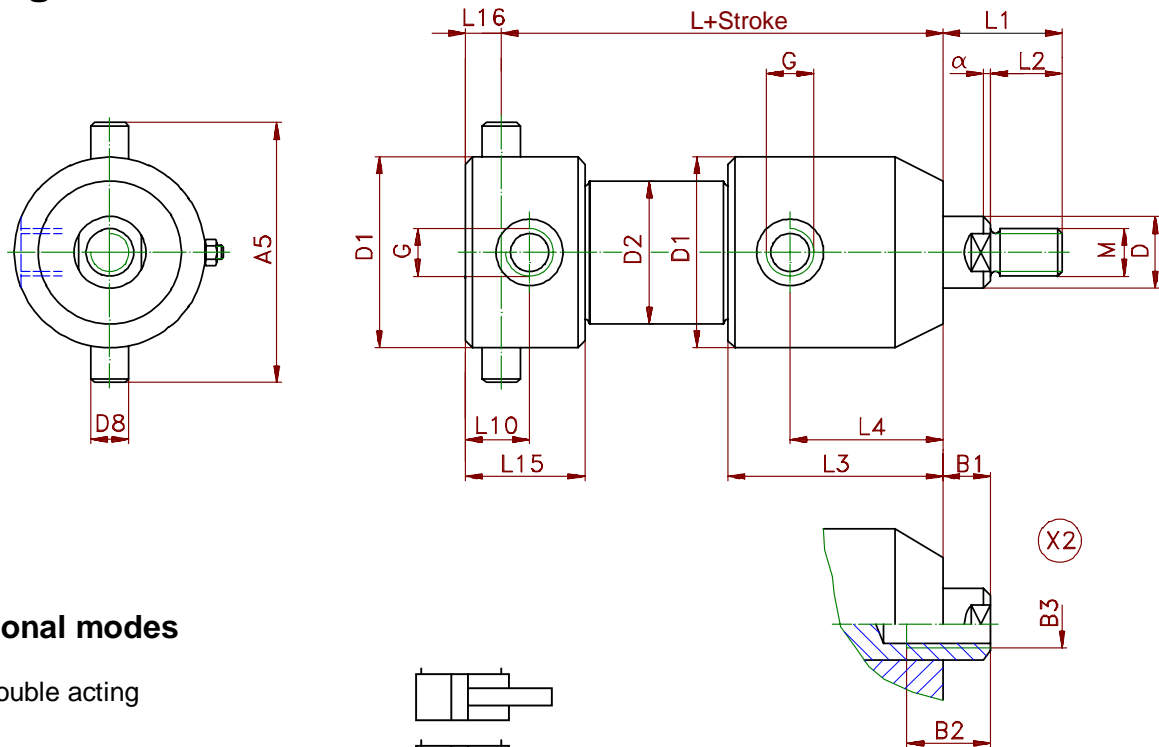 g
L16
L+Stroke
L1
G
α
L2
A5
D1
G
D2
D1
M
D
D8
L10
L4
L15
L3
B1
X2
B3
onal modes
ouble acting
B2